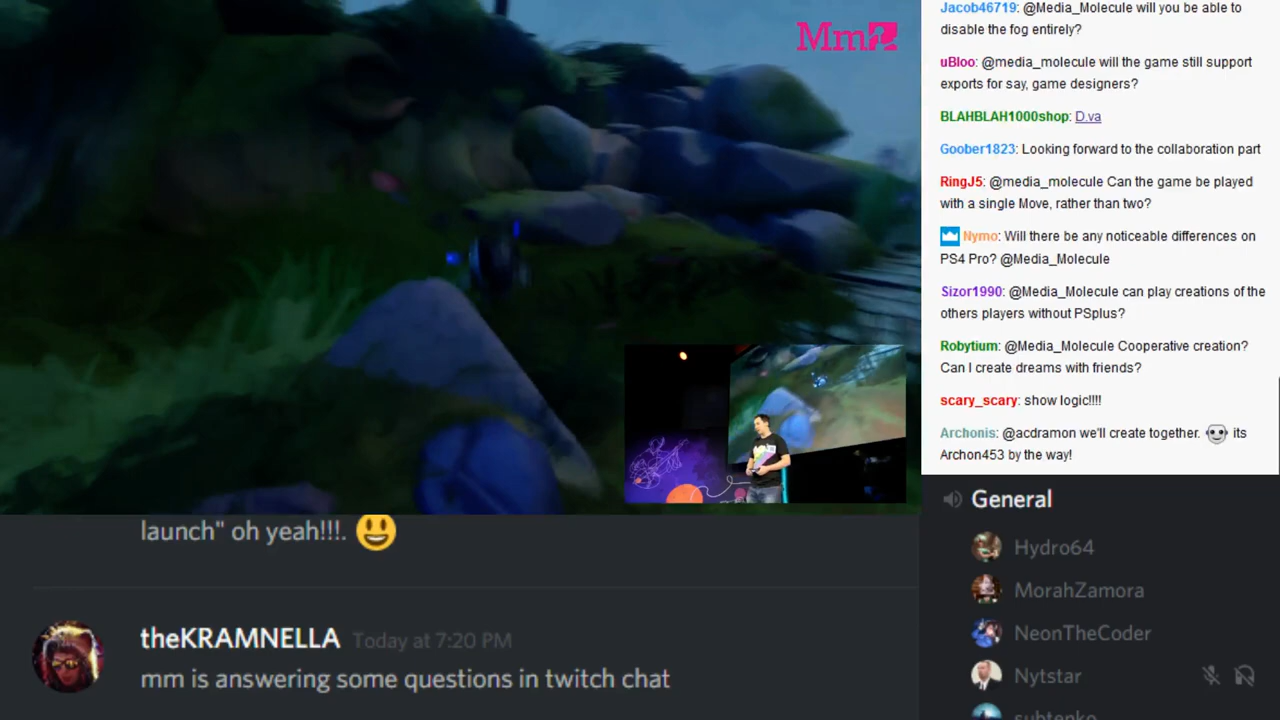 Mm
Jacob46719: @Media_Molecule will you be able to
disable the fog entirely?
uBloo: @media_molecule will the game still support
exports for say, game designers?
BLAHBLAH1000shop: D.va
Goober1823: Looking forward to the collaboration part
RingJ5: @media_molecule Can the game be played
with a single Move, rather than two?
Nymo: Will there be any noticeable differences on
PS4 Pro? @Media_Molecule
Sizor1990: @Media_Molecule can play creations of the
others players without PSplus?
Robytium: @Media_Molecule Cooperative creation?
Can I create dreams with friends?
scary_scary: show logic!!!!
Archonis: @acdramon we'll create together. its
Archon453 by the way!
launch" oh yeah!!!.
theKRAMNELLA Today at 7:20 PM
mm is answering some questions in twitch chat
General
Hydro64
MorahZamora
NeonTheCoder
Nytstar